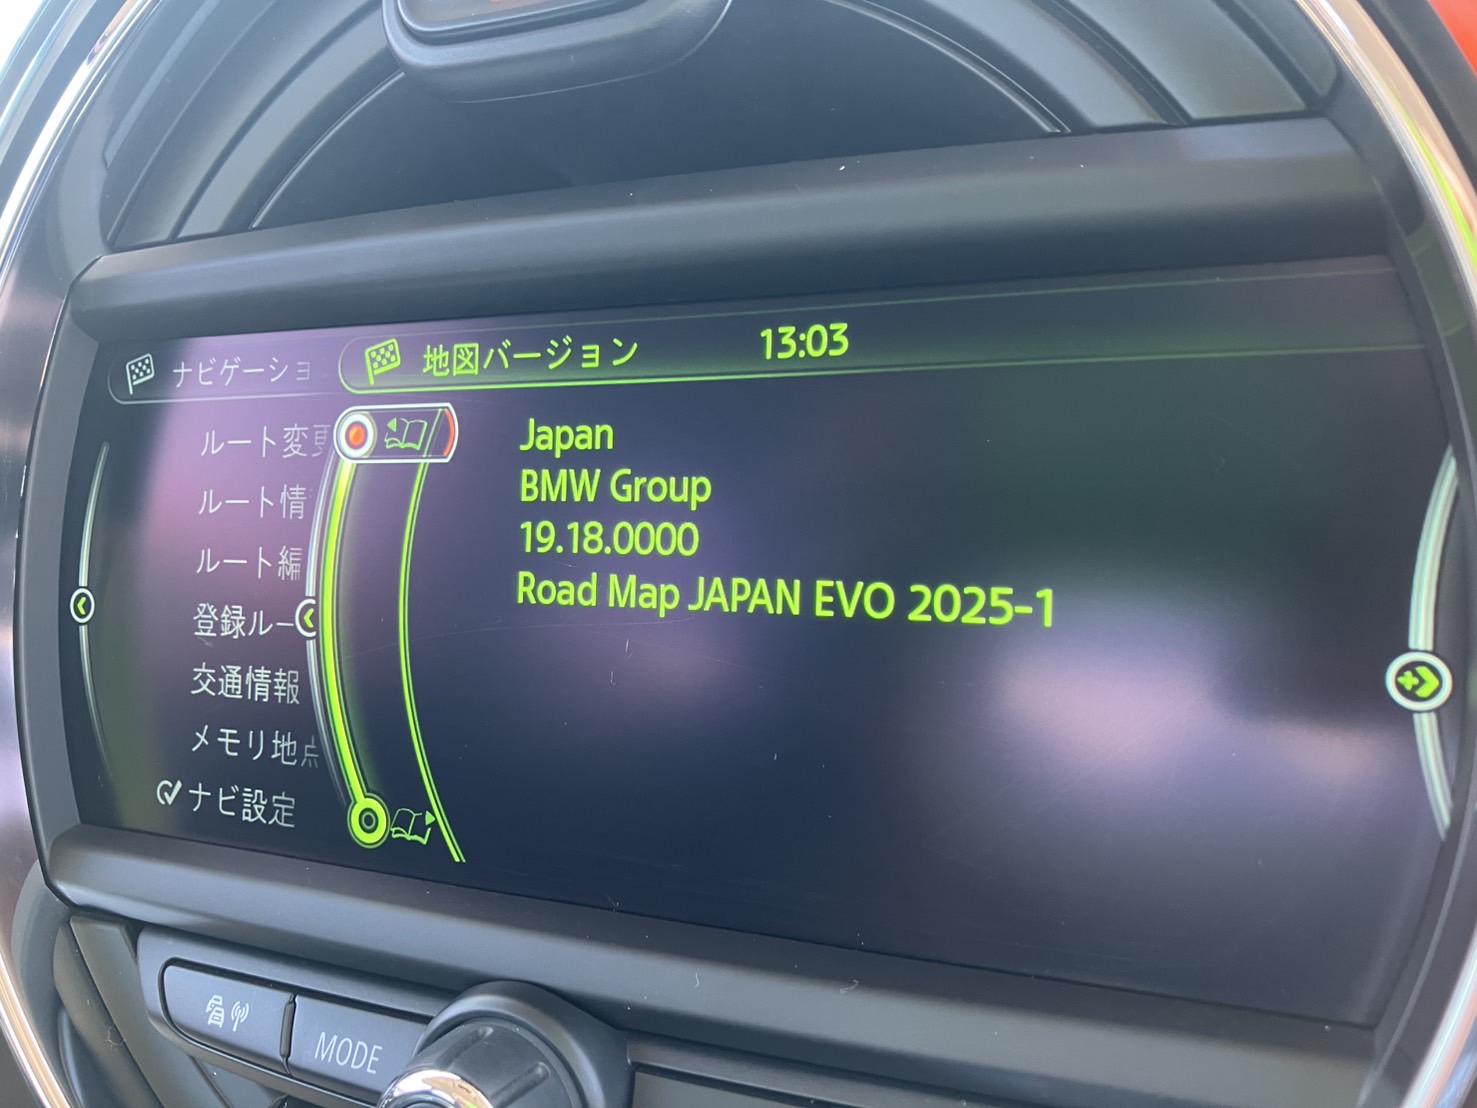 ナビゲーショ
地図バージョン
13:03
ルート変更
ルート情
ルート編
登録ルー
交通情報
メモリ地点
ナビ設定
Japan
BMW Group
19.18.0000
Road Map JAPAN EVO 2025-1
MODE